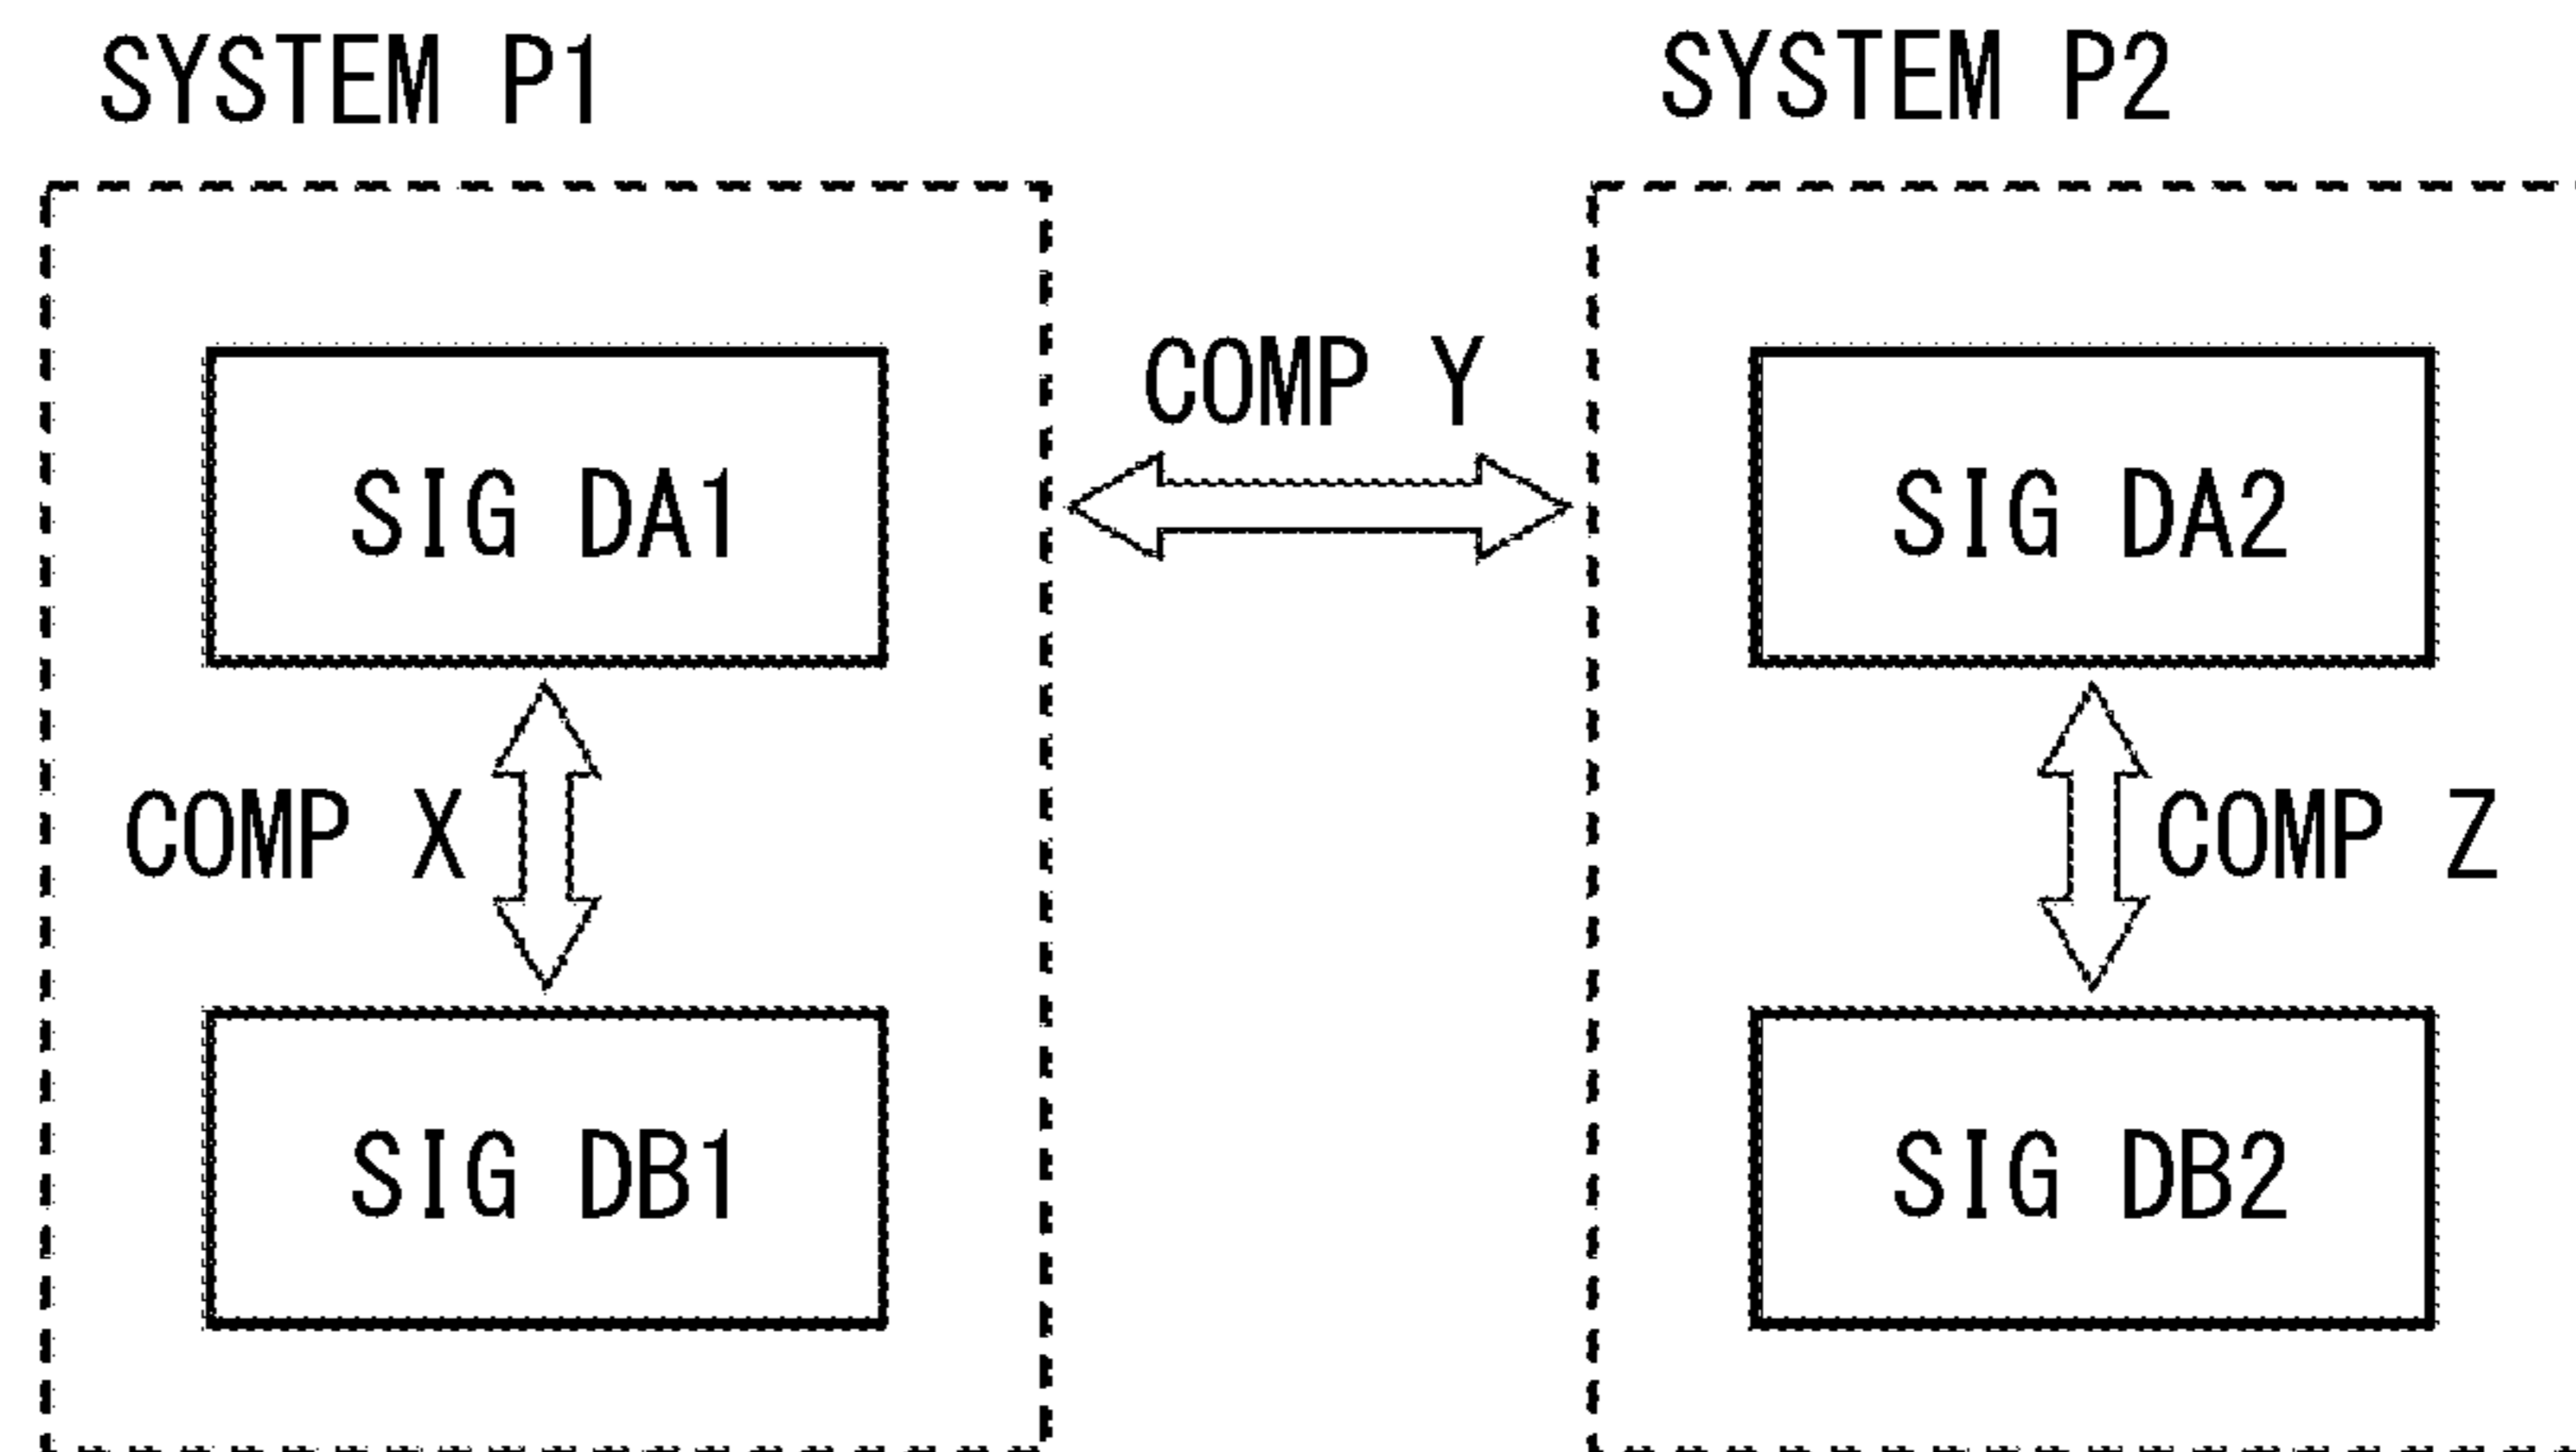 SYSTEM P1
SYSTEM P2
COMP Y
SIG DA1
SIG DA2
COMP X
COMP Z
SIG DB1
SIG DB2